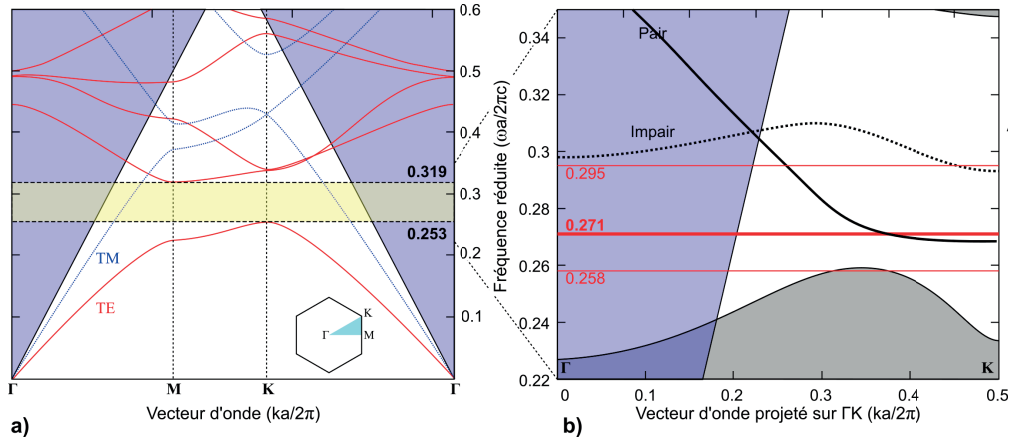 0.6
0.5
0.4
0.3
0.2
0.1
0.319
0.253
TM
TE
K
Γ
M
Γ
M
K
Γ
Vecteur d'onde (ka/2π)
a)
Fréquence réduite (ωa/2πc)
0.34
0.32
0.3
0.28
0.26
0.24
0.22
Pair
Impair
0.295
0.271
0.258
Γ
K
0.1
0.2
0.3
0.4
0.5
Vecteur d'onde projeté sur ΓK (ka/2π)
b)